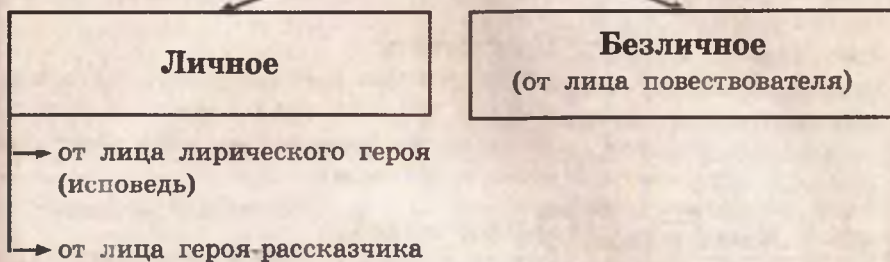 Личное
Безличное
(от лица повествователя)
от лица лирического героя
(исповедь)
от лица героя-рассказчика